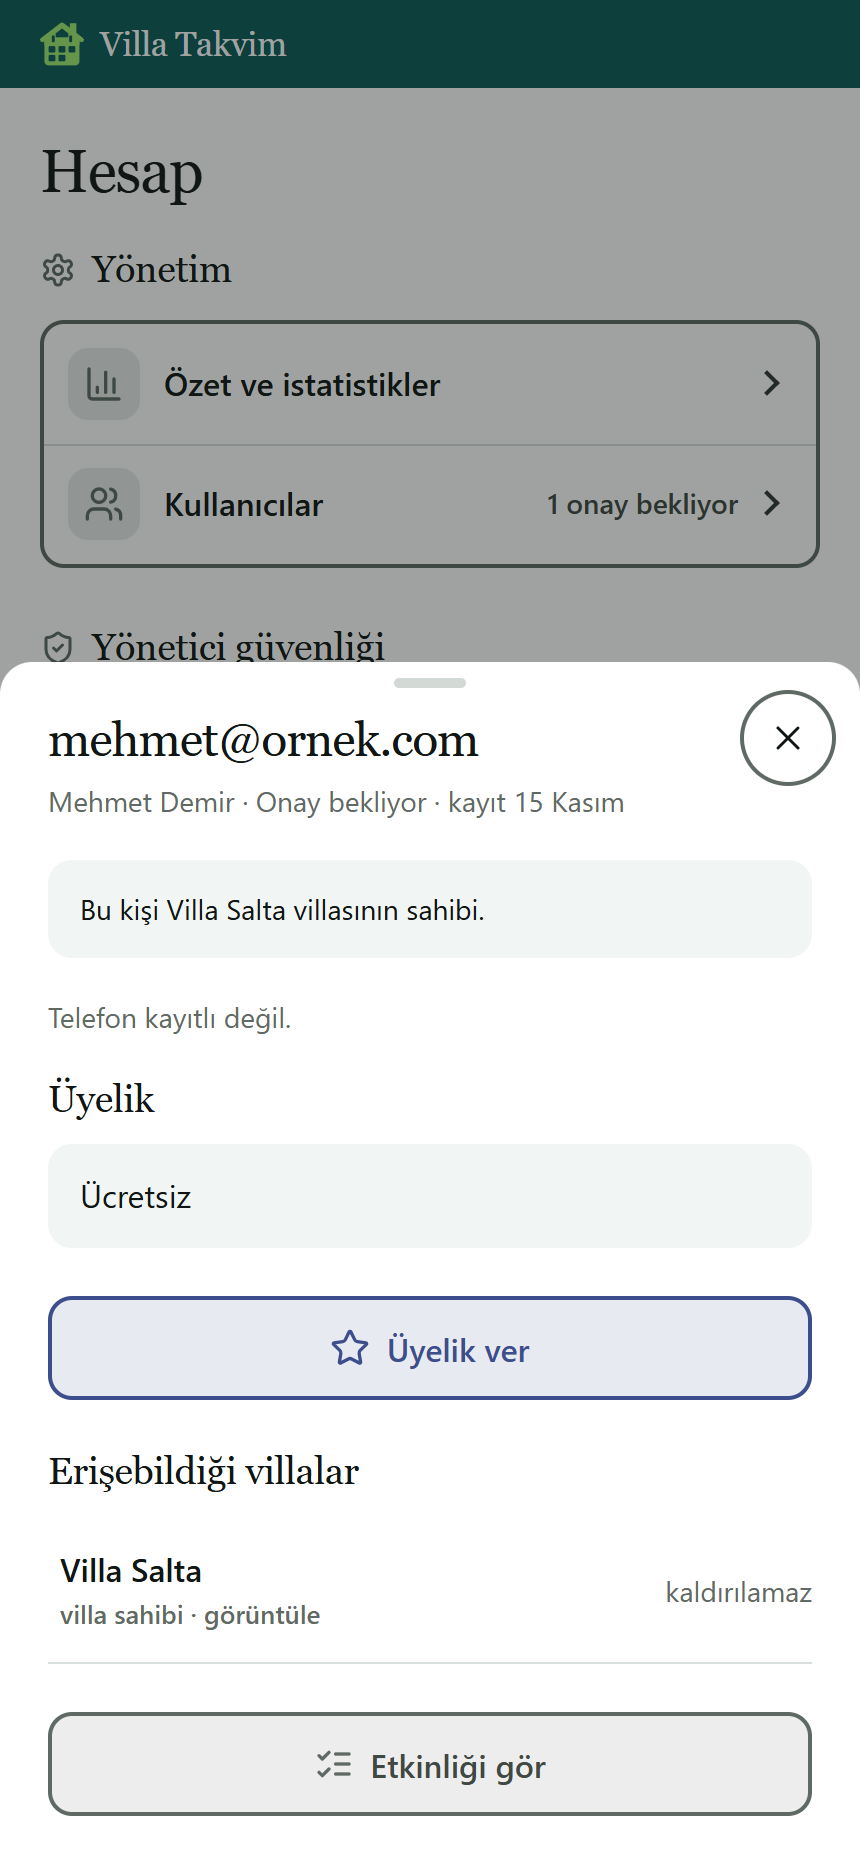 Villa Takvim
Hesap
Yönetim
Özet ve istatistikler
Kullanıcılar
1 onay bekliyor
Yönetici güvenliği
mehmet@ornek.com
Mehmet Demir · Onay bekliyor · kayıt 15 Kasım
Bu kişi Villa Salta villasının sahibi.
Telefon kayıtlı değil.
Üyelik
Ücretsiz
Üyelik ver
Erişebildiği villalar
Villa Salta
villa sahibi · görüntüle
kaldırılamaz
Etkinliği gör